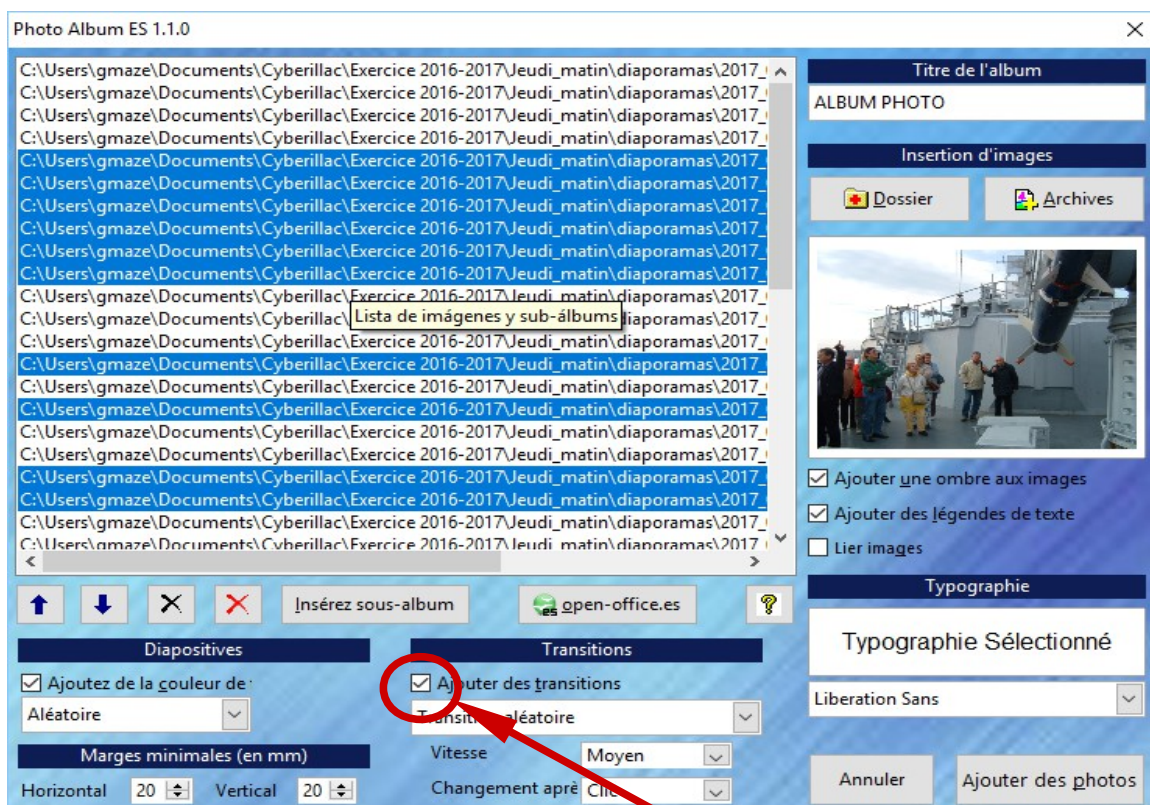 Photo Album ES 1.1.0
C:\Users\gmaze\Documents\Cyberillac\Exercice 2016-2017\Jeudi_matin\diaporamas\2017_
C:\Users\gmaze\Documents\Cyberillac\Exercice 2016-2017\Jeudi_matin\diaporamas\2017_
C:\Users\gmaze\Documents\Cyberillac\Exercice 2016-2017\Jeudi_matin\diaporamas\2017_
C:\Users\gmaze\Documents\Cyberillac\Exercice 2016-2017\Jeudi_matin\diaporamas\2017_
C:\Users\gmaze\Documents\Cyberillac\Exercice 2016-2017\Jeudi_matin\diaporamas\2017_
C:\Users\gmaze\Documents\Cyberillac\Exercice 2016-2017\Jeudi_matin\diaporamas\2017_
C:\Users\gmaze\Documents\Cyberillac\Exercice 2016-2017\Jeudi_matin\diaporamas\2017_
C:\Users\gmaze\Documents\Cyberillac\Exercice 2016-2017\Jeudi_matin\diaporamas\2017_
C:\Users\gmaze\Documents\Cyberillac\Exercice 2016-2017\Jeudi_matin\diaporamas\2017_
C:\Users\gmaze\Documents\Cyberillac\Exercice 2016-2017\Jeudi_matin\diaporamas\2017_
C:\Users\gmaze\Documents\Cyberillac\Exercice 2016-2017\Jeudi_matin\diaporamas\2017_
C:\Users\gmaze\Documents\Cyberillac\ iaporamas\2017_
Lista de imágenes y sub-álbums
C:\Users\gmaze\Documents\Cyberillac\Exercice 2016-2017\Jeudi_matin\diaporamas\2017_
C:\Users\gmaze\Documents\Cyberillac\Exercice 2016-2017\Jeudi_matin\diaporamas\2017_
C:\Users\gmaze\Documents\Cyberillac\Exercice 2016-2017\Jeudi_matin\diaporamas\2017_
C:\Users\gmaze\Documents\Cyberillac\Exercice 2016-2017\Jeudi_matin\diaporamas\2017_
C:\Users\gmaze\Documents\Cyberillac\Exercice 2016-2017\Jeudi_matin\diaporamas\2017_
C:\Users\gmaze\Documents\Cyberillac\Exercice 2016-2017\Jeudi_matin\diaporamas\2017_
C:\Users\gmaze\Documents\Cyberillac\Exercice 2016-2017\Jeudi_matin\diaporamas\2017_
C:\Users\gmaze\Documents\Cyberillac\Exercice 2016-2017\Jeudi_matin\diaporamas\2017_
C:\Users\gmaze\Documents\Cyberillac\Exercice 2016-2017\Jeudi_matin\diaporamas\2017_
C:\Users\gmaze\Documents\Cyberillac\Exercice 2016-2017\Jeudi_matin\diaporamas\2017_
Titre de l'album
ALBUM PHOTO
Insertion d'images
Dossier
Archives
Ajouter une ombre aux images
Ajouter des légendes de texte
Lier images
Insérez sous-album
open-office.es
Diapositives
Ajoutez de la couleur de
Aléatoire
Marges minimales (en mm)
Horizontal 20 Vertical 20
Transitions
Ajouter des transitions
Transition aléatoire
Vitesse Moyen
Changement aprè Clic
Typographie
Typographie Sélectionné
Liberation Sans
Annuler
Ajouter des photos